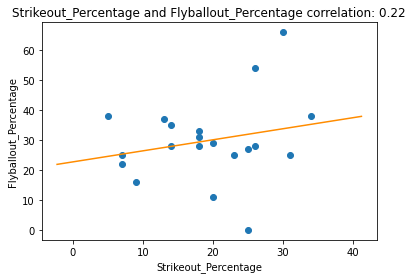 Strikeout_Percentage and Flyballout_Percentage correlation: 0.22
60
50
40
30
20
10
0
Flyballout_Percentage
0 10 20 30 40
Strikeout_Percentage